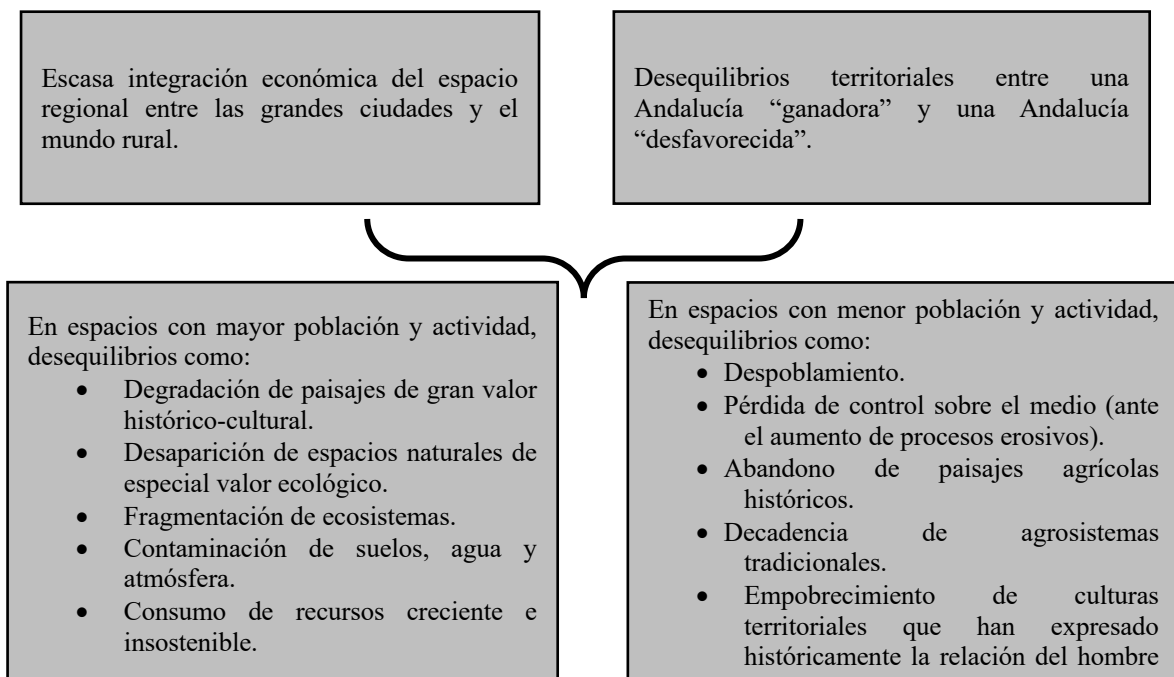 Escasa integración económica del espacio
regional entre las grandes ciudades y el
mundo rural.
Desequilibrios territoriales entre una
Andalucía “ganadora” y una Andalucía
“desfavorecida”.
En espacios con mayor población y actividad,
desequilibrios como:
• Degradación de paisajes de gran valor
histórico-cultural.
• Desaparición de espacios naturales de
especial valor ecológico.
• Fragmentación de ecosistemas.
• Contaminación de suelos, agua y
atmósfera.
• Consumo de recursos creciente e
insostenible.
En espacios con menor población y actividad,
desequilibrios como:
• Despoblamiento.
• Pérdida de control sobre el medio (ante
el aumento de procesos erosivos).
• Abandono de paisajes agrícolas
históricos.
• Decadencia de agrosistemas
tradicionales.
• Empobrecimiento de culturas
territoriales que han expresado
históricamente la relación del hombre